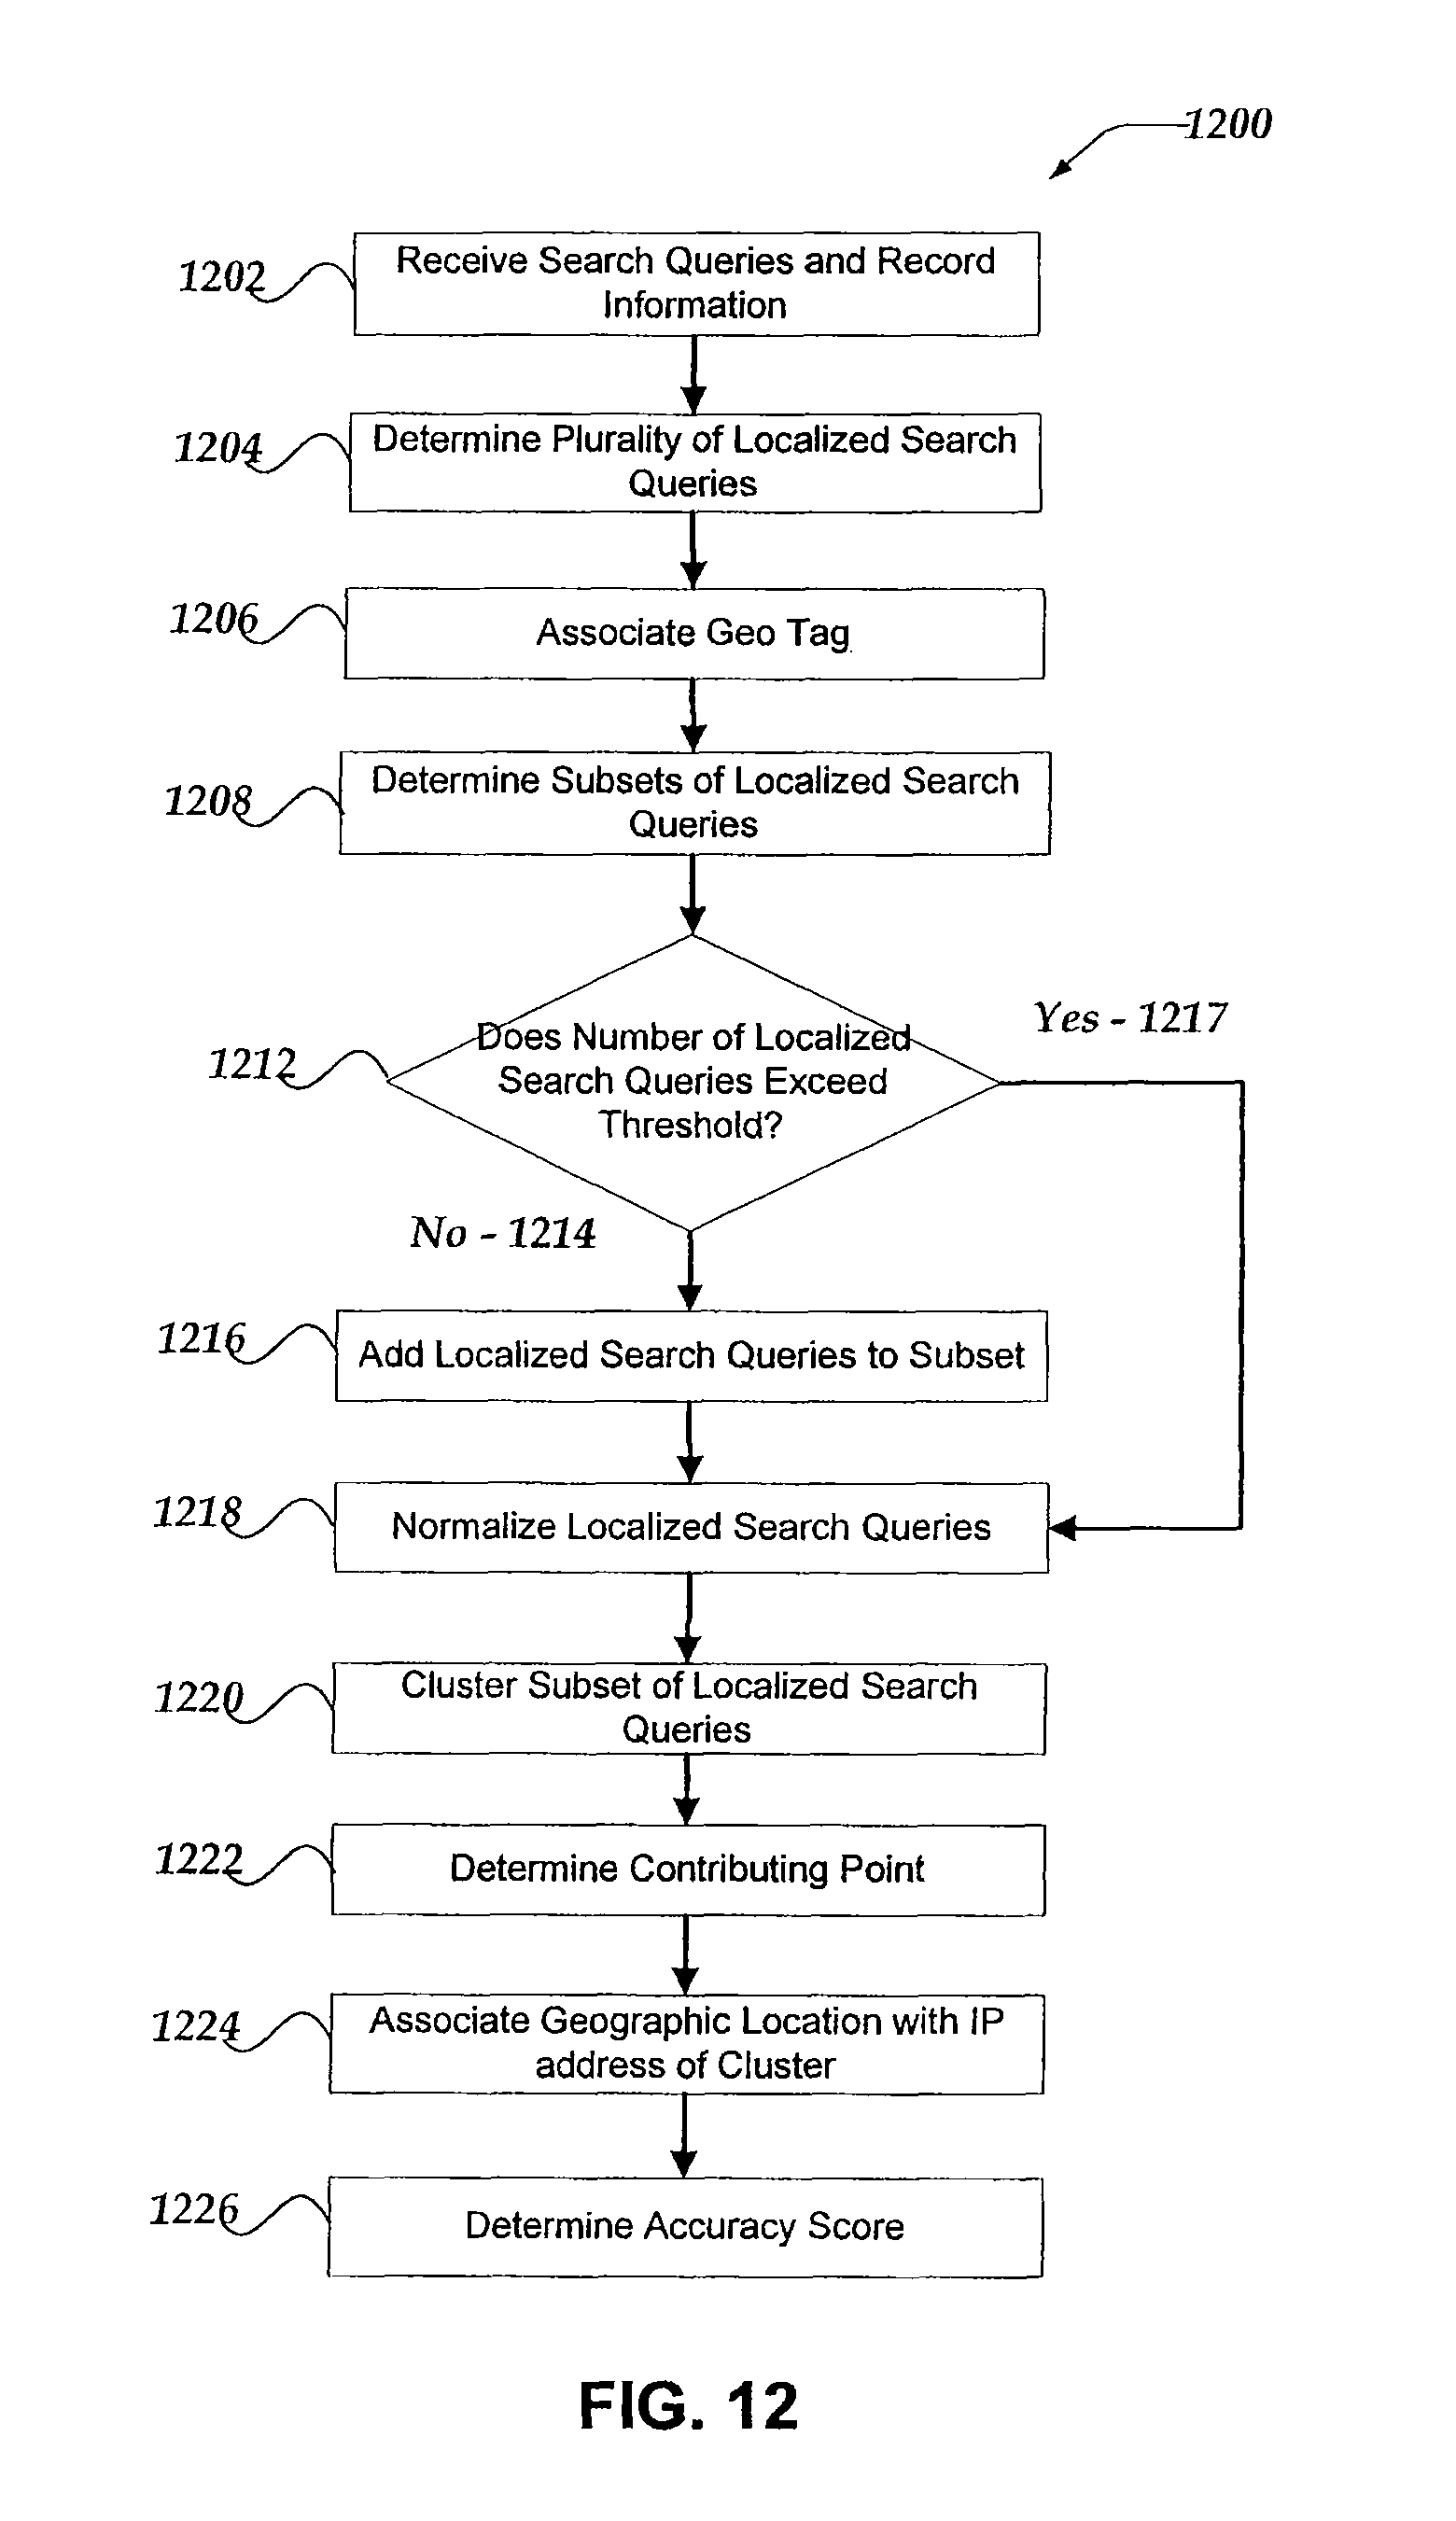 1200
1202
Receive Search Queries and Record
Information
1204
Determine Plurality of Localized Search
Queries
1206
Associate Geo Tag
1208
Determine Subsets of Localized Search
Queries
Yes - 1217
1212
Does Number of Localized
Search Queries Exceed
Threshold?
No - 1214
1216
Add Localized Search Queries to Subset
1218
Normalize Localized Search Queries
1220
Cluster Subset of Localized Search
Queries
1222
Determine Contributing Point
1224
Associate Geographic Location with IP
address of Cluster
1226
Determine Accuracy Score
FIG. 12